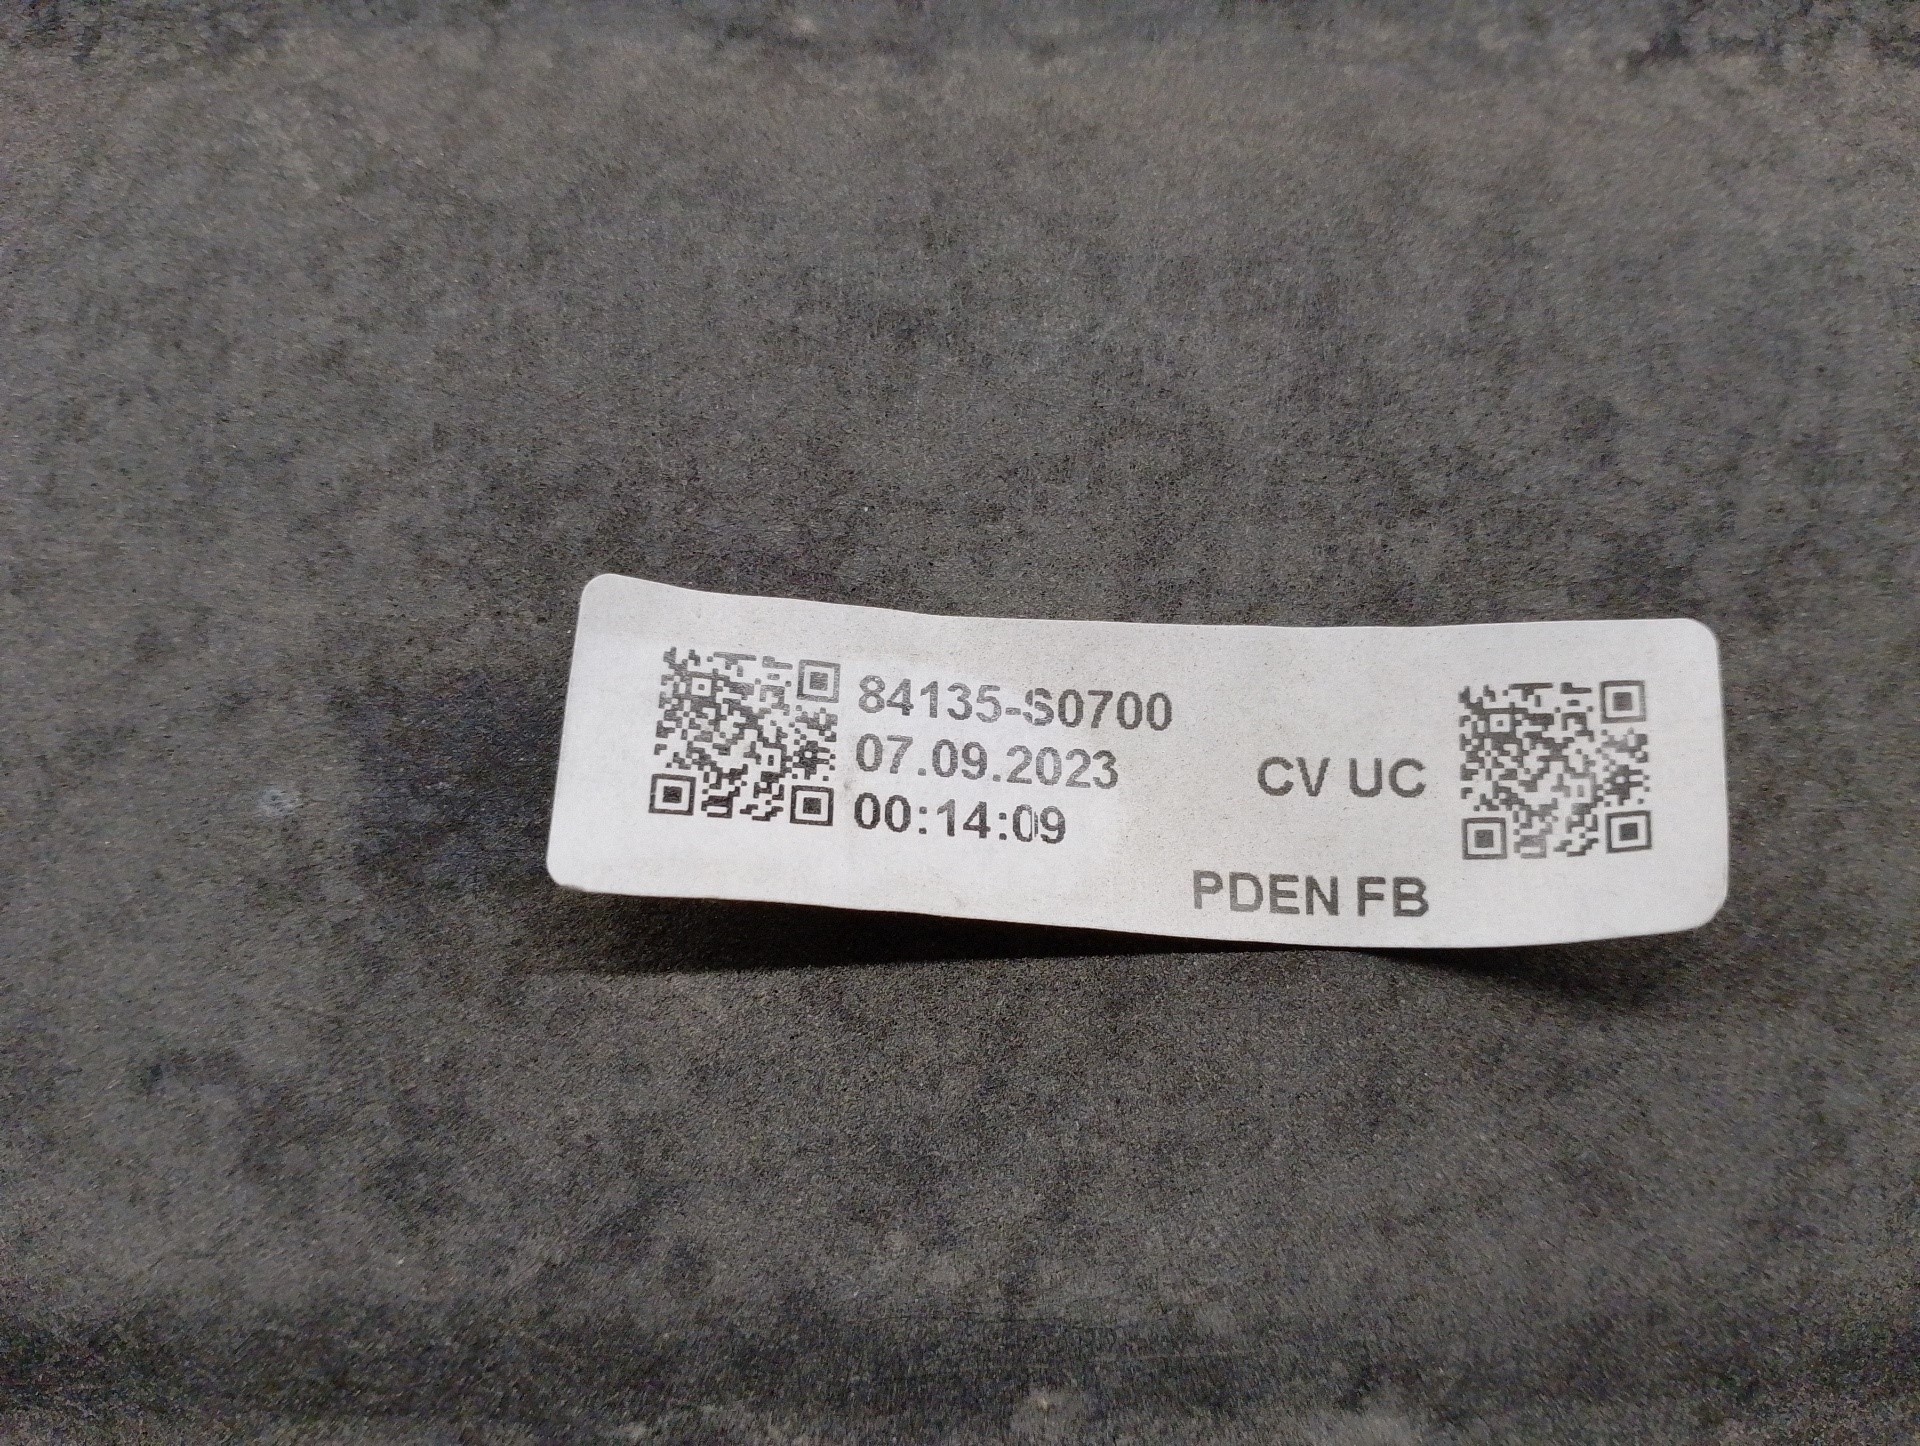 84135-S0700
07.09.2023
00:14:09
CV UC
PDEN FB